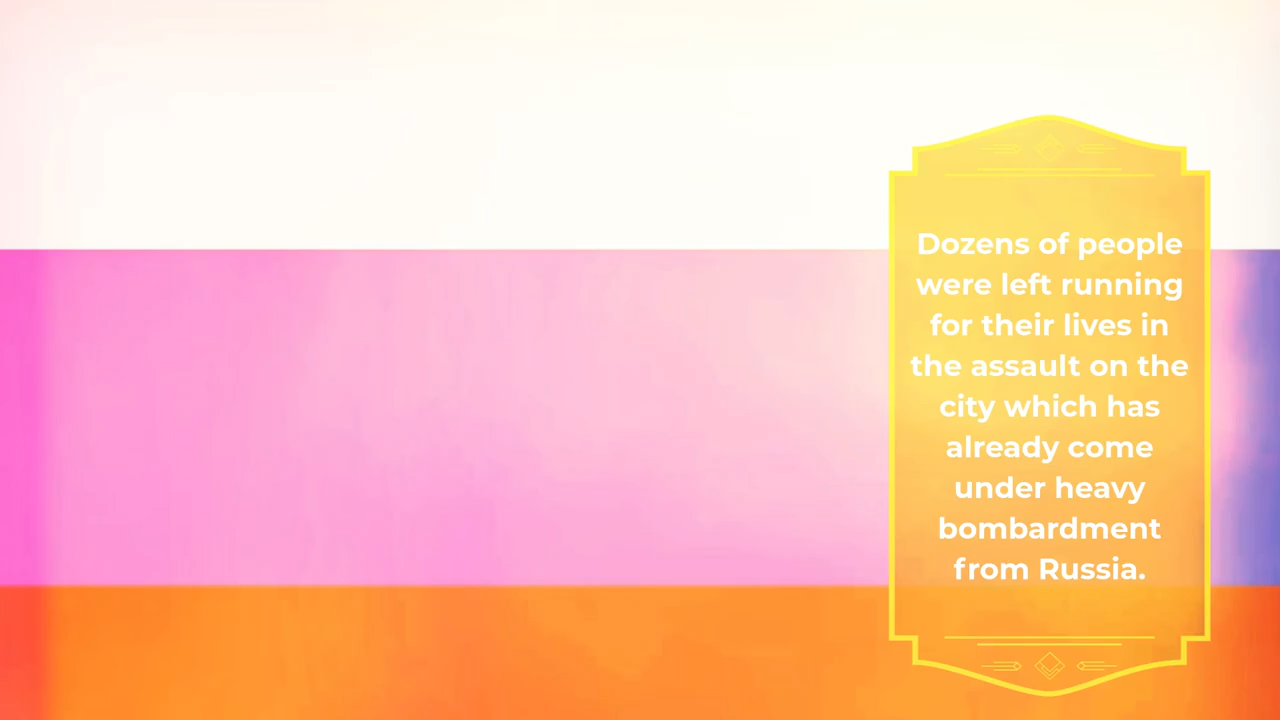 Dozens of people
were left running
for their lives in
the assault on the
city which has
already come
under heavy
bombardment
from Russia.